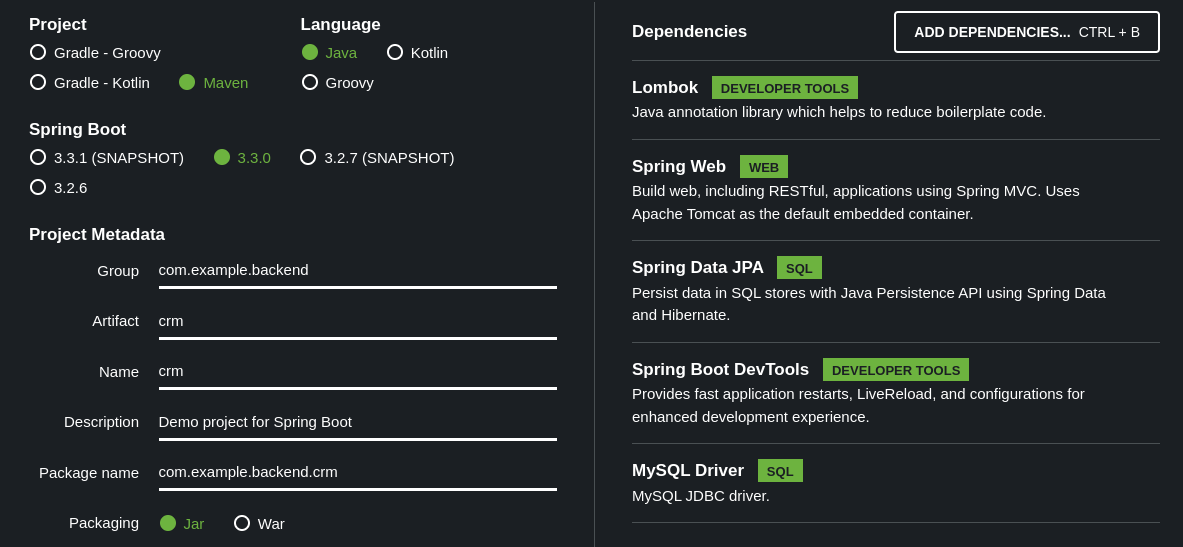 Project
Gradle - Groovy
Gradle - Kotlin Maven
Language
Java Kotlin
Groovy
Spring Boot
3.3.1 (SNAPSHOT) 3.3.0 3.2.7 (SNAPSHOT)
3.2.6
Project Metadata
Group com.example.backend
Artifact crm
Name crm
Description Demo project for Spring Boot
Package name com.example.backend.crm
Packaging Jar War
Dependencies ADD DEPENDENCIES... CTRL + B
Lombok DEVELOPER TOOLS
Java annotation library which helps to reduce boilerplate code.
Spring Web WEB
Build web, including RESTful, applications using Spring MVC. Uses
Apache Tomcat as the default embedded container.
Spring Data JPA SQL
Persist data in SQL stores with Java Persistence API using Spring Data
and Hibernate.
Spring Boot DevTools DEVELOPER TOOLS
Provides fast application restarts, LiveReload, and configurations for
enhanced development experience.
MySQL Driver SQL
MySQL JDBC driver.